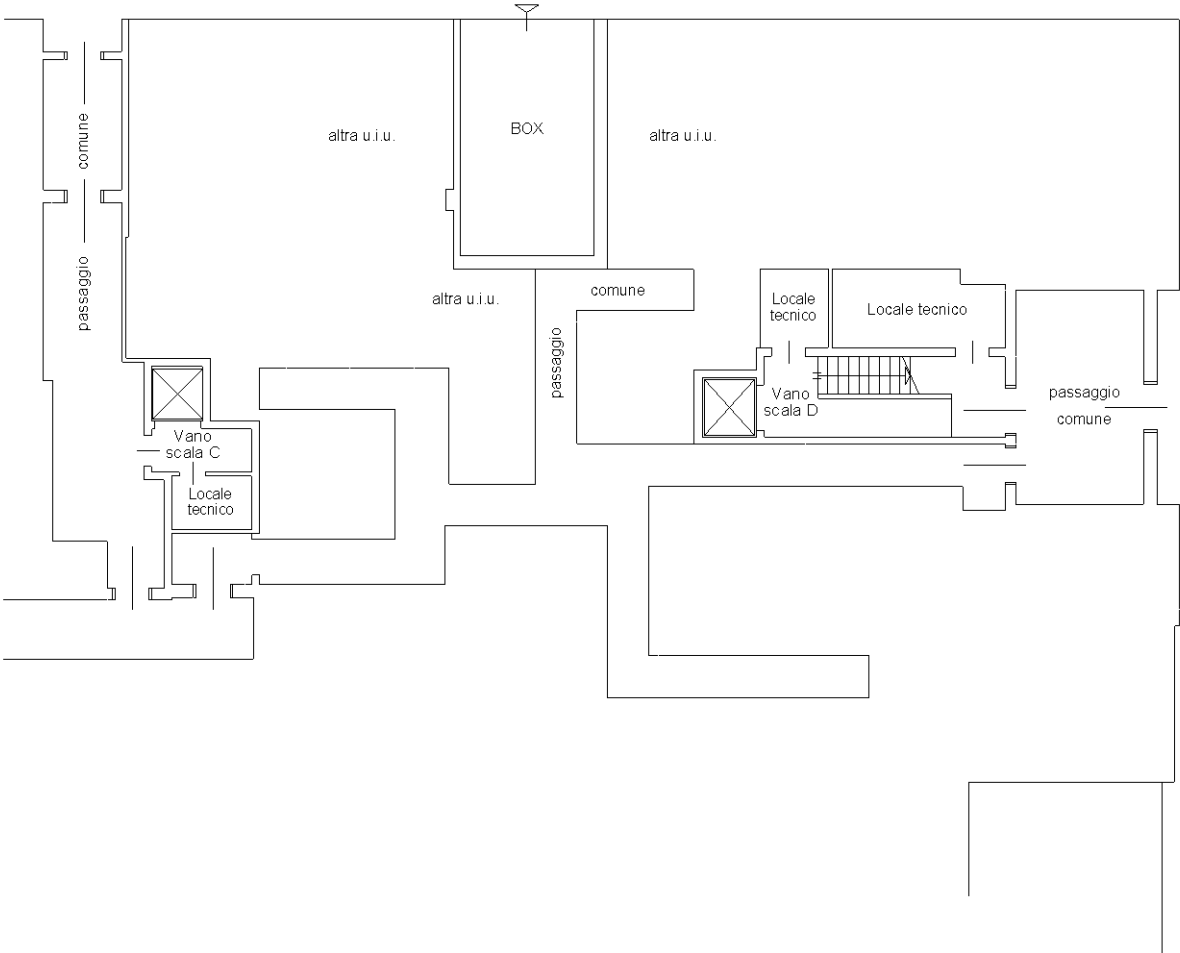 comune
passaggio
altra u.i.u.
BOX
altra u.i.u.
altra u.i.u.
comune
passaggio
Locale
tecnico
Locale tecnico
Vano
scala D
passaggio
comune
Vano
scala C
Locale
tecnico